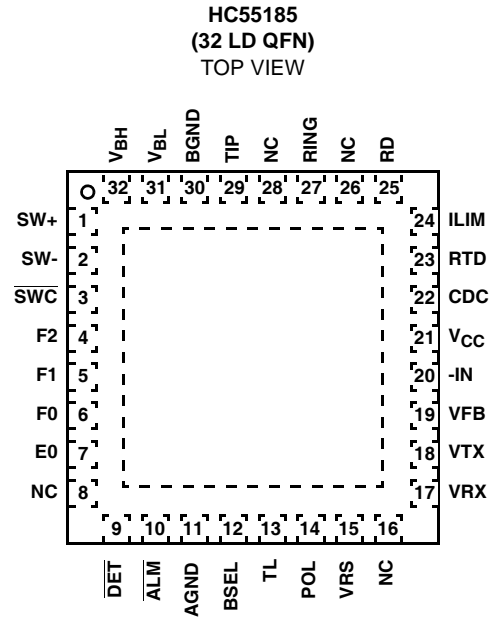 HC55185
(32 LD QFN)
TOP VIEW
VBH VBL BGND TIP NC RING NC RD
32 31 30 29 28 27 26 25
SW+ 1 24 ILIM
SW- 2 23 RTD
SWC 3 22 CDC
F2 4 21 VCC
F1 5 20 -IN
F0 6 19 VFB
E0 7 18 VTX
NC 8 17 VRX
9 10 11 12 13 14 15 16
DET ALM AGND BSEL TL POL VRS NC